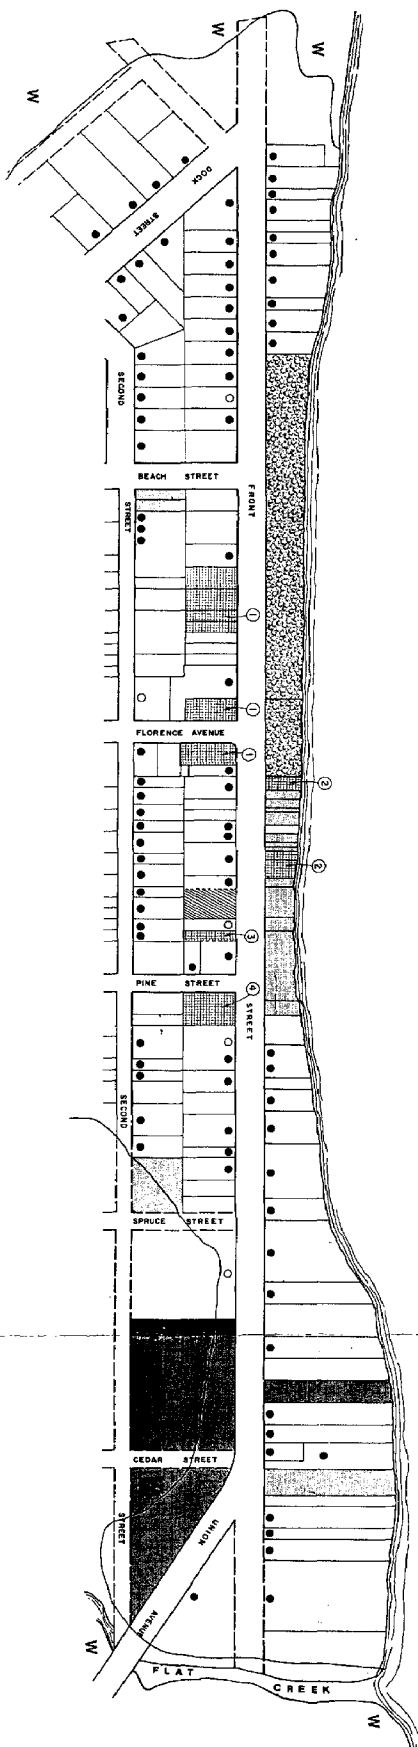 W
W
W
DOCK
STREET
SECOND
STREET
BEACH STREET
FRONT
STREET
1
1
FLORENCE AVENUE
1
2
2
3
PINE STREET
4
?
SECOND
STREET
SPRUCE STREET
CEDAR STREET
UNION
AVENUE
W
FLAT CREEK
W